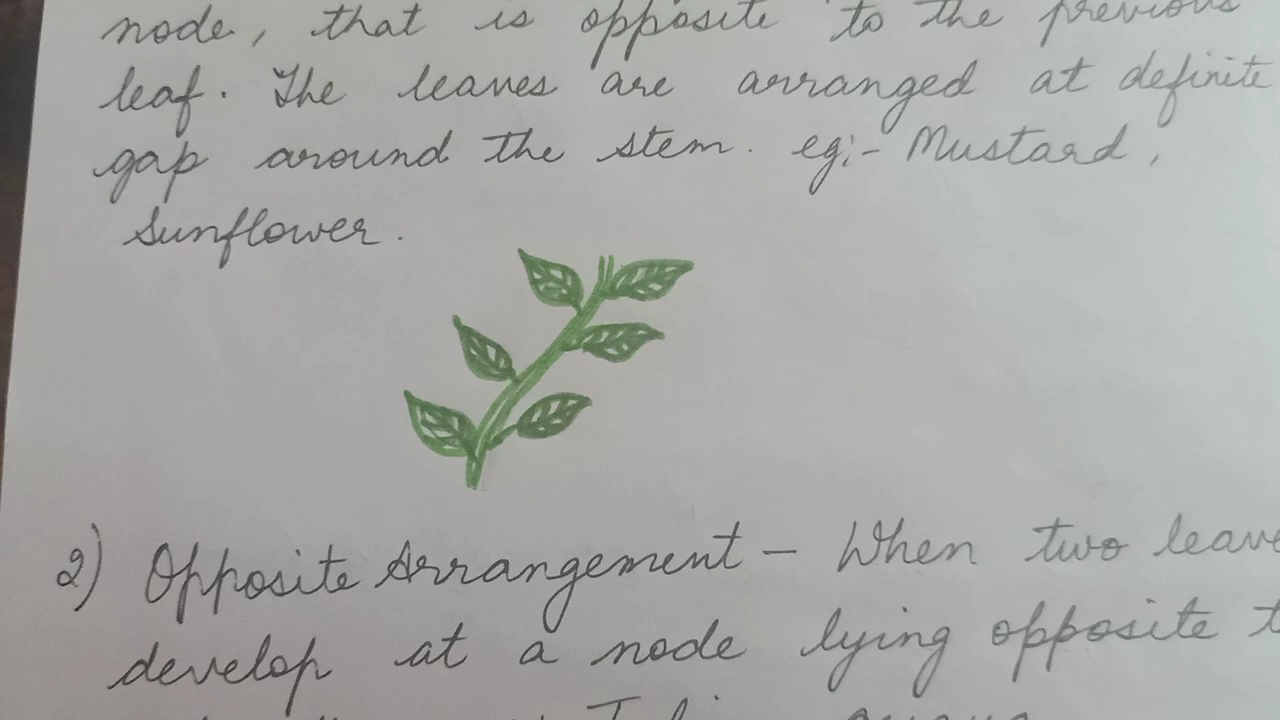 node, that is opposite to the previous
leaf. The leaves are arranged at definite
gap around the stem. eg;- Mustard,
Sunflower.
2) Opposite Arrangement - When two leave
develop at a node lying opposite t